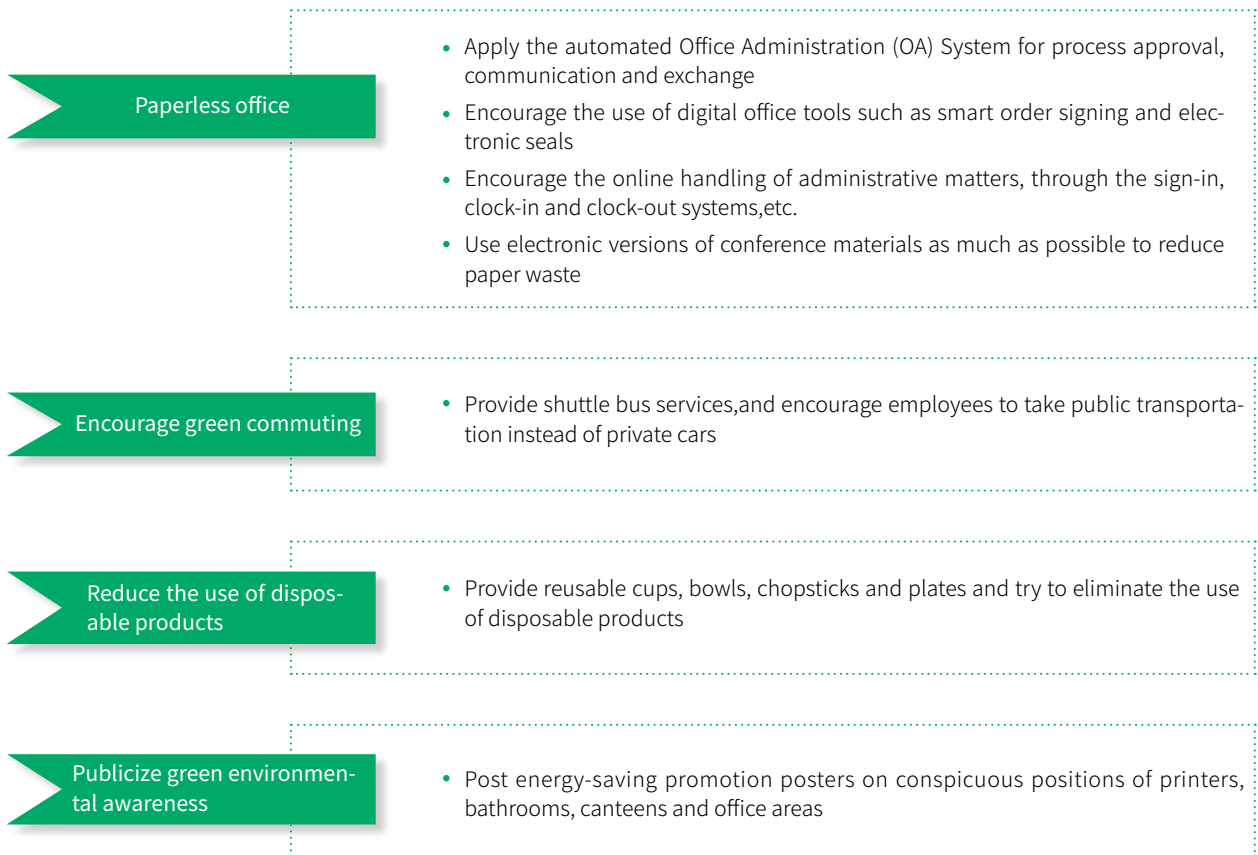 Paperless office
• Apply the automated Office Administration (OA) System for process approval,
communication and exchange
• Encourage the use of digital office tools such as smart order signing and elec-
tronic seals
• Encourage the online handling of administrative matters, through the sign-in,
clock-in and clock-out systems,etc.
• Use electronic versions of conference materials as much as possible to reduce
paper waste
Encourage green commuting
• Provide shuttle bus services,and encourage employees to take public transporta-
tion instead of private cars
Reduce the use of dispos-
able products
• Provide reusable cups, bowls, chopsticks and plates and try to eliminate the use
of disposable products
Publicize green environmen-
tal awareness
• Post energy-saving promotion posters on conspicuous positions of printers,
bathrooms, canteens and office areas